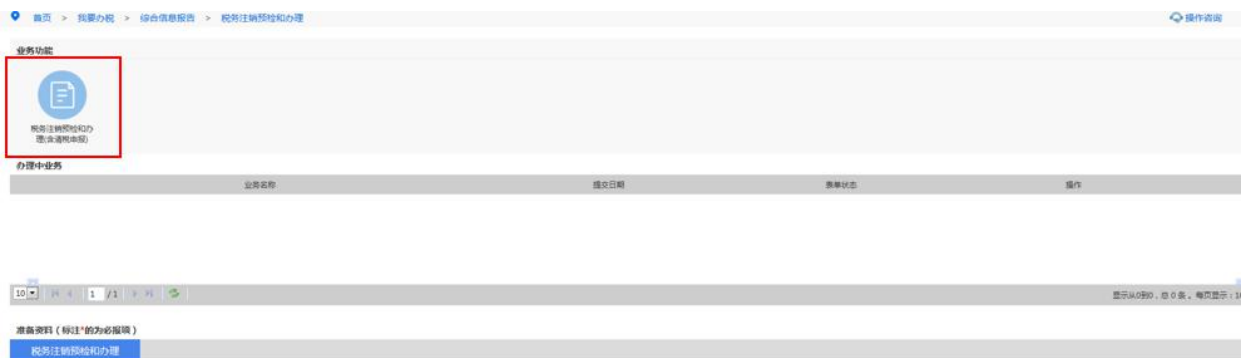 首页 > 我要办税 > 综合信息报告 > 税务注销预检和办理
操作咨询
业务功能
税务注销预检和办
理(含清税申报)
办理中业务
业务名称 提交日期 表单状态 操作
10 1 /1
显示从0到0，总 0 条。每页显示：10
准备资料（标注*的为必报项）
税务注销预检和办理